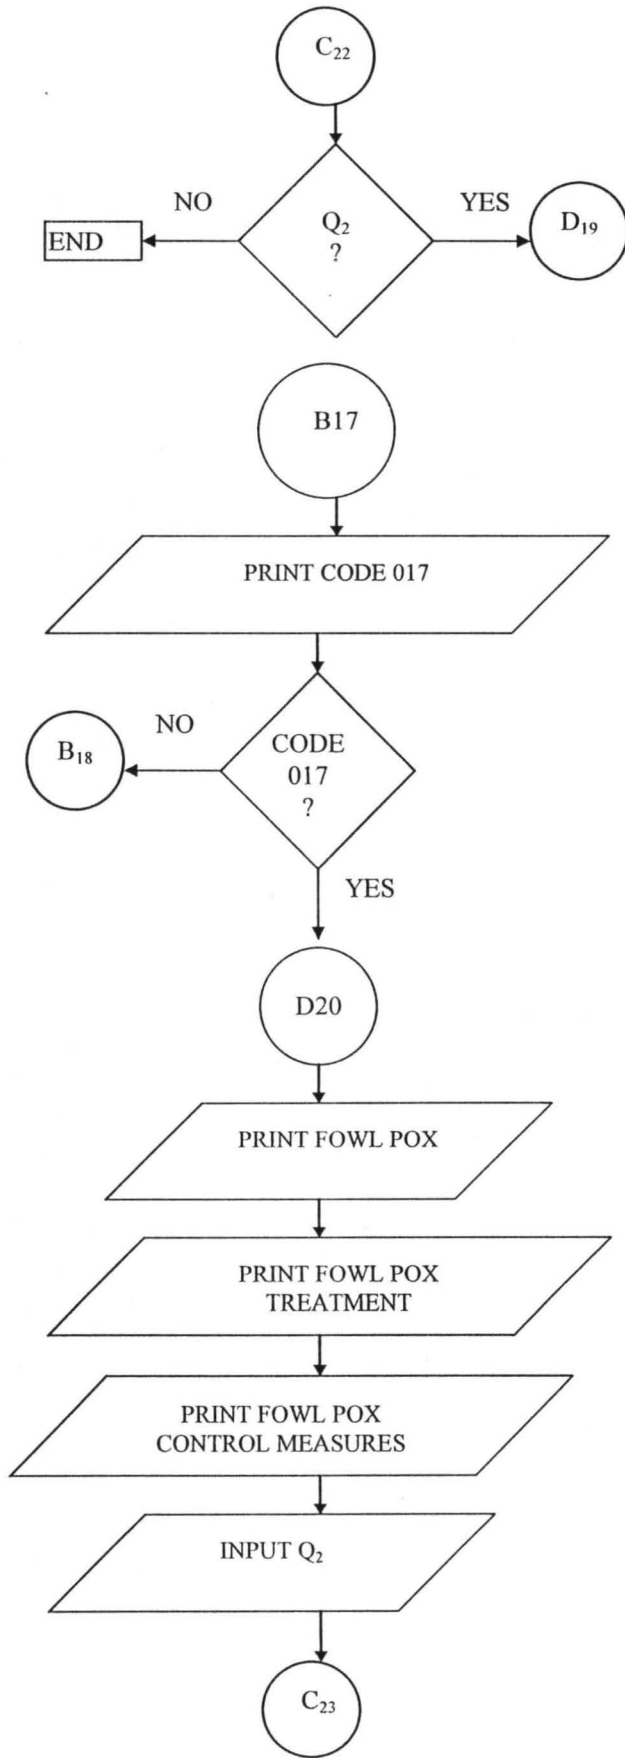 C₂₂
NO
YES
Q₂
?
END
D₁₉
B17
PRINT CODE 017
NO
B₁₈
CODE
017
?
YES
D20
PRINT FOWL POX
PRINT FOWL POX
TREATMENT
PRINT FOWL POX
CONTROL MEASURES
INPUT Q₂
C₂₃